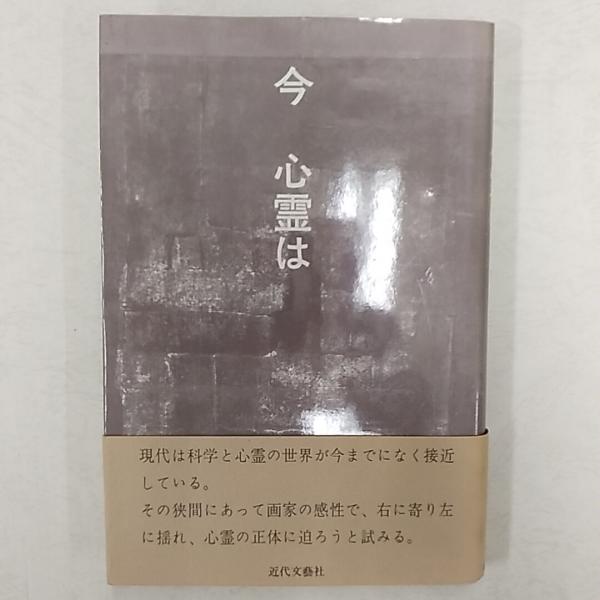 今 心霊は
現代は科学と心霊の世界が今までになく接近
している。
その狭間にあって画家の感性で、右に寄り左
に揺れ、心霊の正体に迫ろうと試みる。
近代文藝社